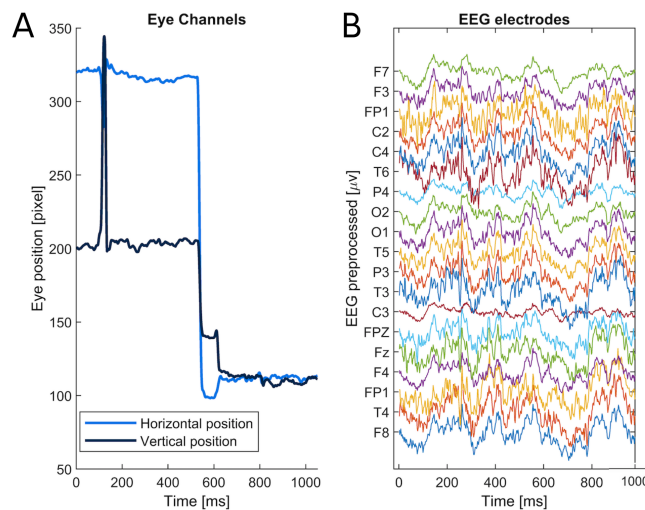 A
Eye Channels
Eye position [pixel]
350
300
250
200
150
100
50
Horizontal position
Vertical position
0
200
400
600
800
1000
Time [ms]
B
EEG electrodes
EEG preprocessed [μv]
F7
F3
FP1
C2
C4
T6
P4
O2
O1
T5
P3
T3
C3
FPZ
Fz
F4
FP1
T4
F8
0
200
400
600
800
1000
Time [ms]